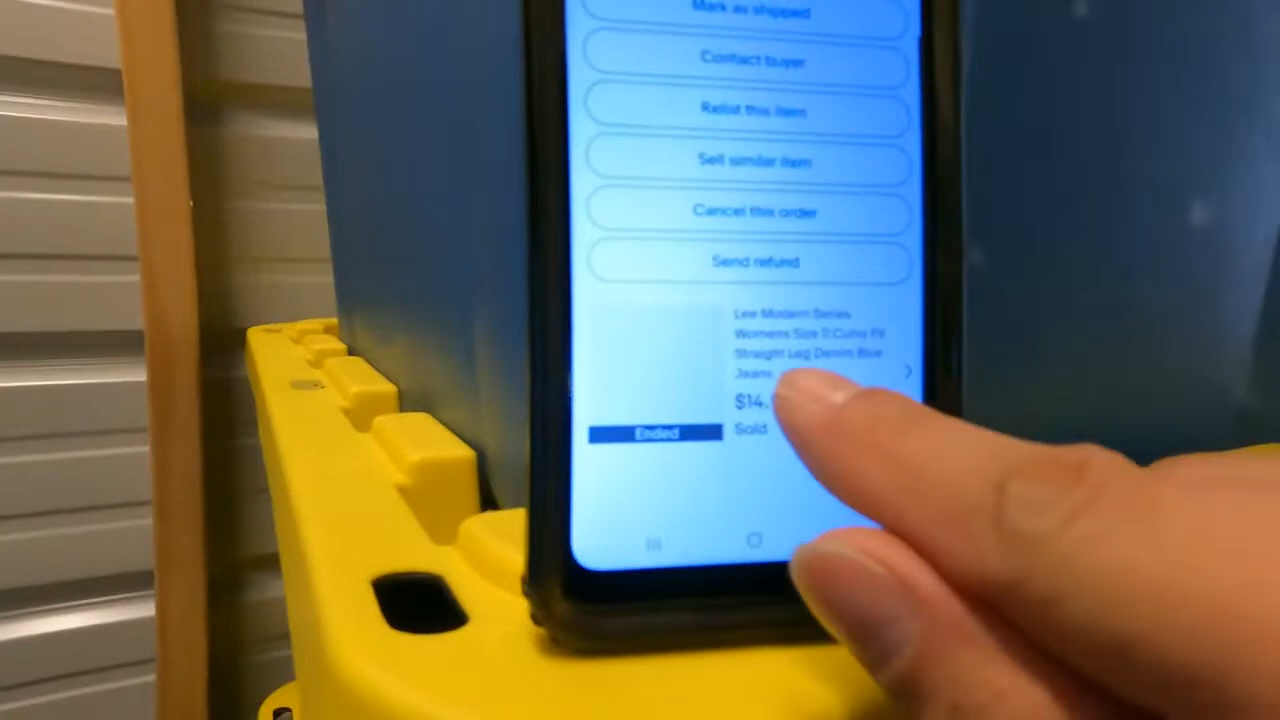 Mark as shipped
Contact buyer
Relist this item
Sell similar item
Cancel this order
Send refund
Lee Modern Series
Womens Size 11 Curvy Fit
Straight Leg Denim Blue
Jeans
$14.
Sold
Ended